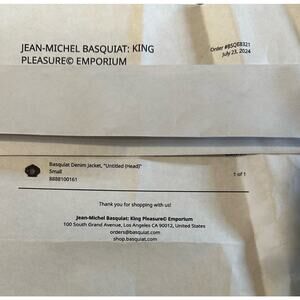 JEAN-MICHEL BASQUIAT: KING
PLEASURE© EMPORIUM
Order #BSQ68321
July 23, 2024
Basquiat Denim Jacket, "Untitled (Head)"
Small
8888100161
1 of 1
Thank you for shopping with us!
Jean-Michel Basquiat: King Pleasure© Emporium
100 South Grand Avenue, Los Angeles CA 90012, United States
orders@basquiat.com
shop.basquiat.com